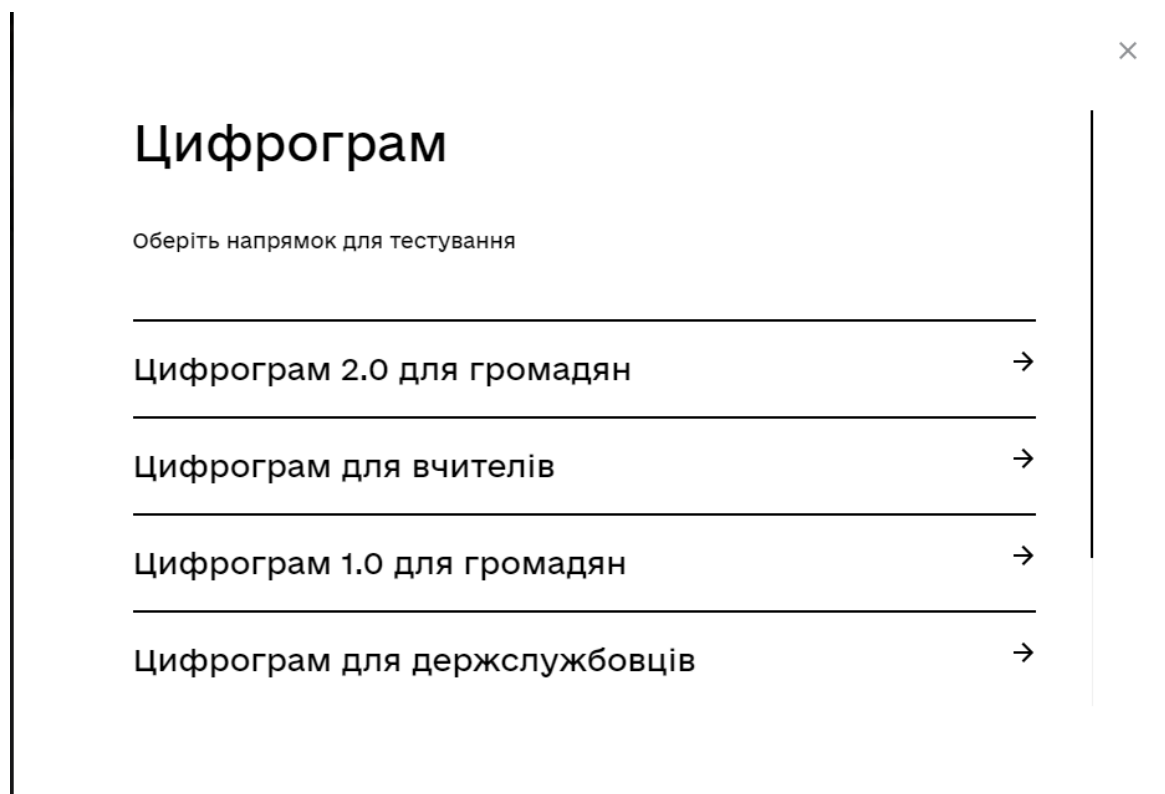 Цифрограм
Оберіть напрямок для тестування
Цифрограм 2.0 для громадян
Цифрограм для вчителів
Цифрограм 1.0 для громадян
Цифрограм для держслужбовців